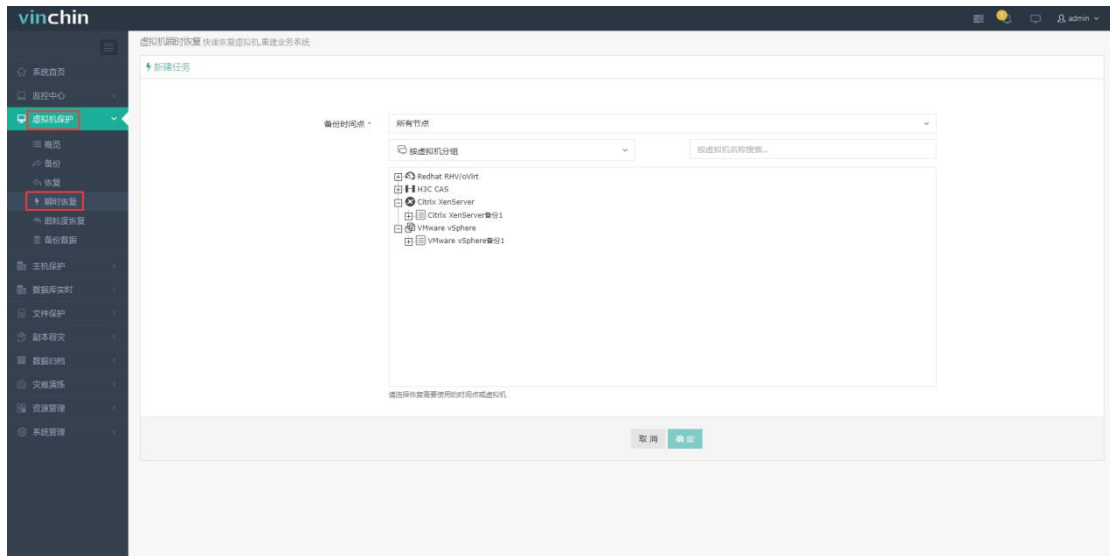 vinchin
admin
虚拟机瞬时恢复 快速恢复虚拟机,重建业务系统
新建任务
系统首页
监控中心
虚拟机保护
概览
备份
恢复
瞬时恢复
细粒度恢复
备份数据
主机保护
数据库实时
文件保护
副本容灾
数据归档
灾难演练
资源管理
系统管理
备份时间点 *
所有节点
按虚拟机分组
按虚拟机名称搜索...
Redhat RHV/oVirt
H3C CAS
Citrix XenServer
Citrix XenServer备份1
VMware vSphere
VMware vSphere备份1
请选择恢复需要使用的时间点或虚拟机
取消
确定